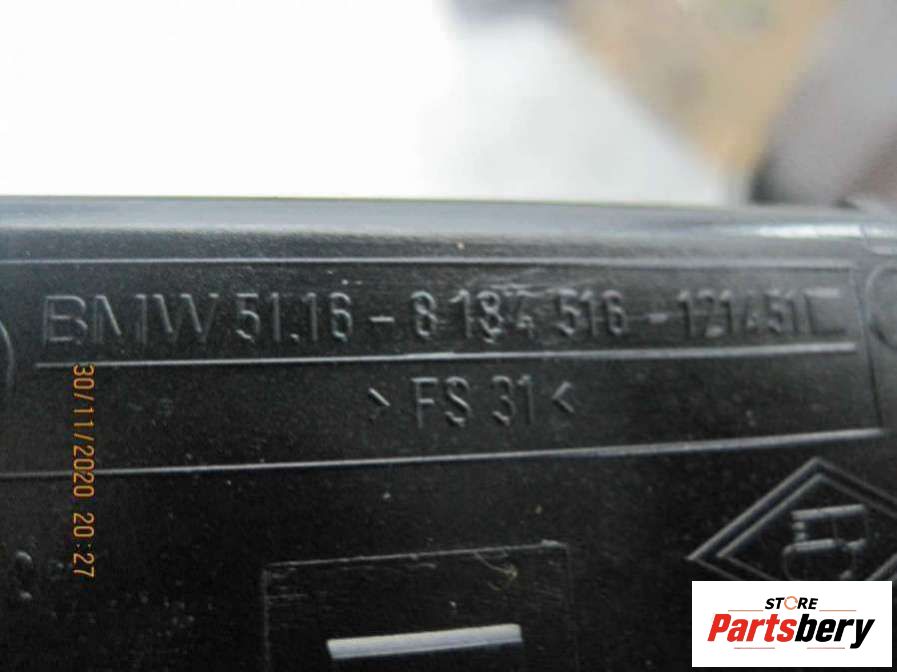 BMW 51.16 - 8 184 516 - 121451
> FS 31 <
30/11/2020 20:27
STORE
Partsbery